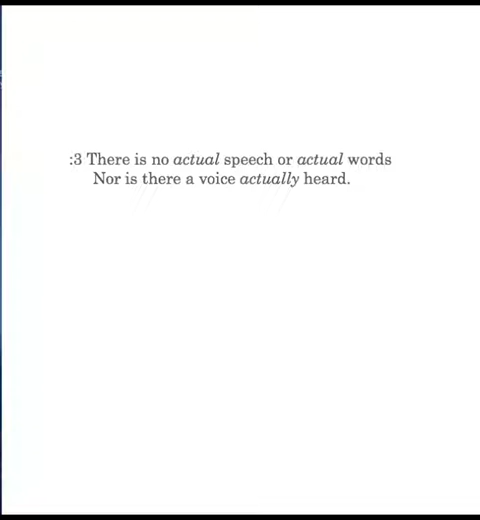 :3 There is no actual speech or actual words
Nor is there a voice actually heard.